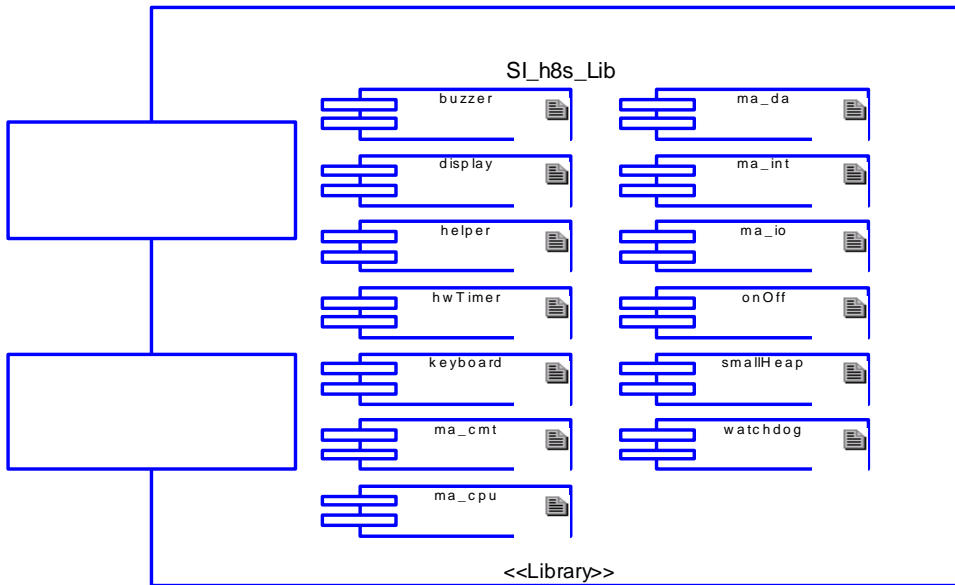 SI_h8s_Lib
buzzer
display
helper
hwTimer
keyboard
ma_cmt
ma_cpu
ma_da
ma_int
ma_io
onOff
smallHeap
watchdog
<<Library>>